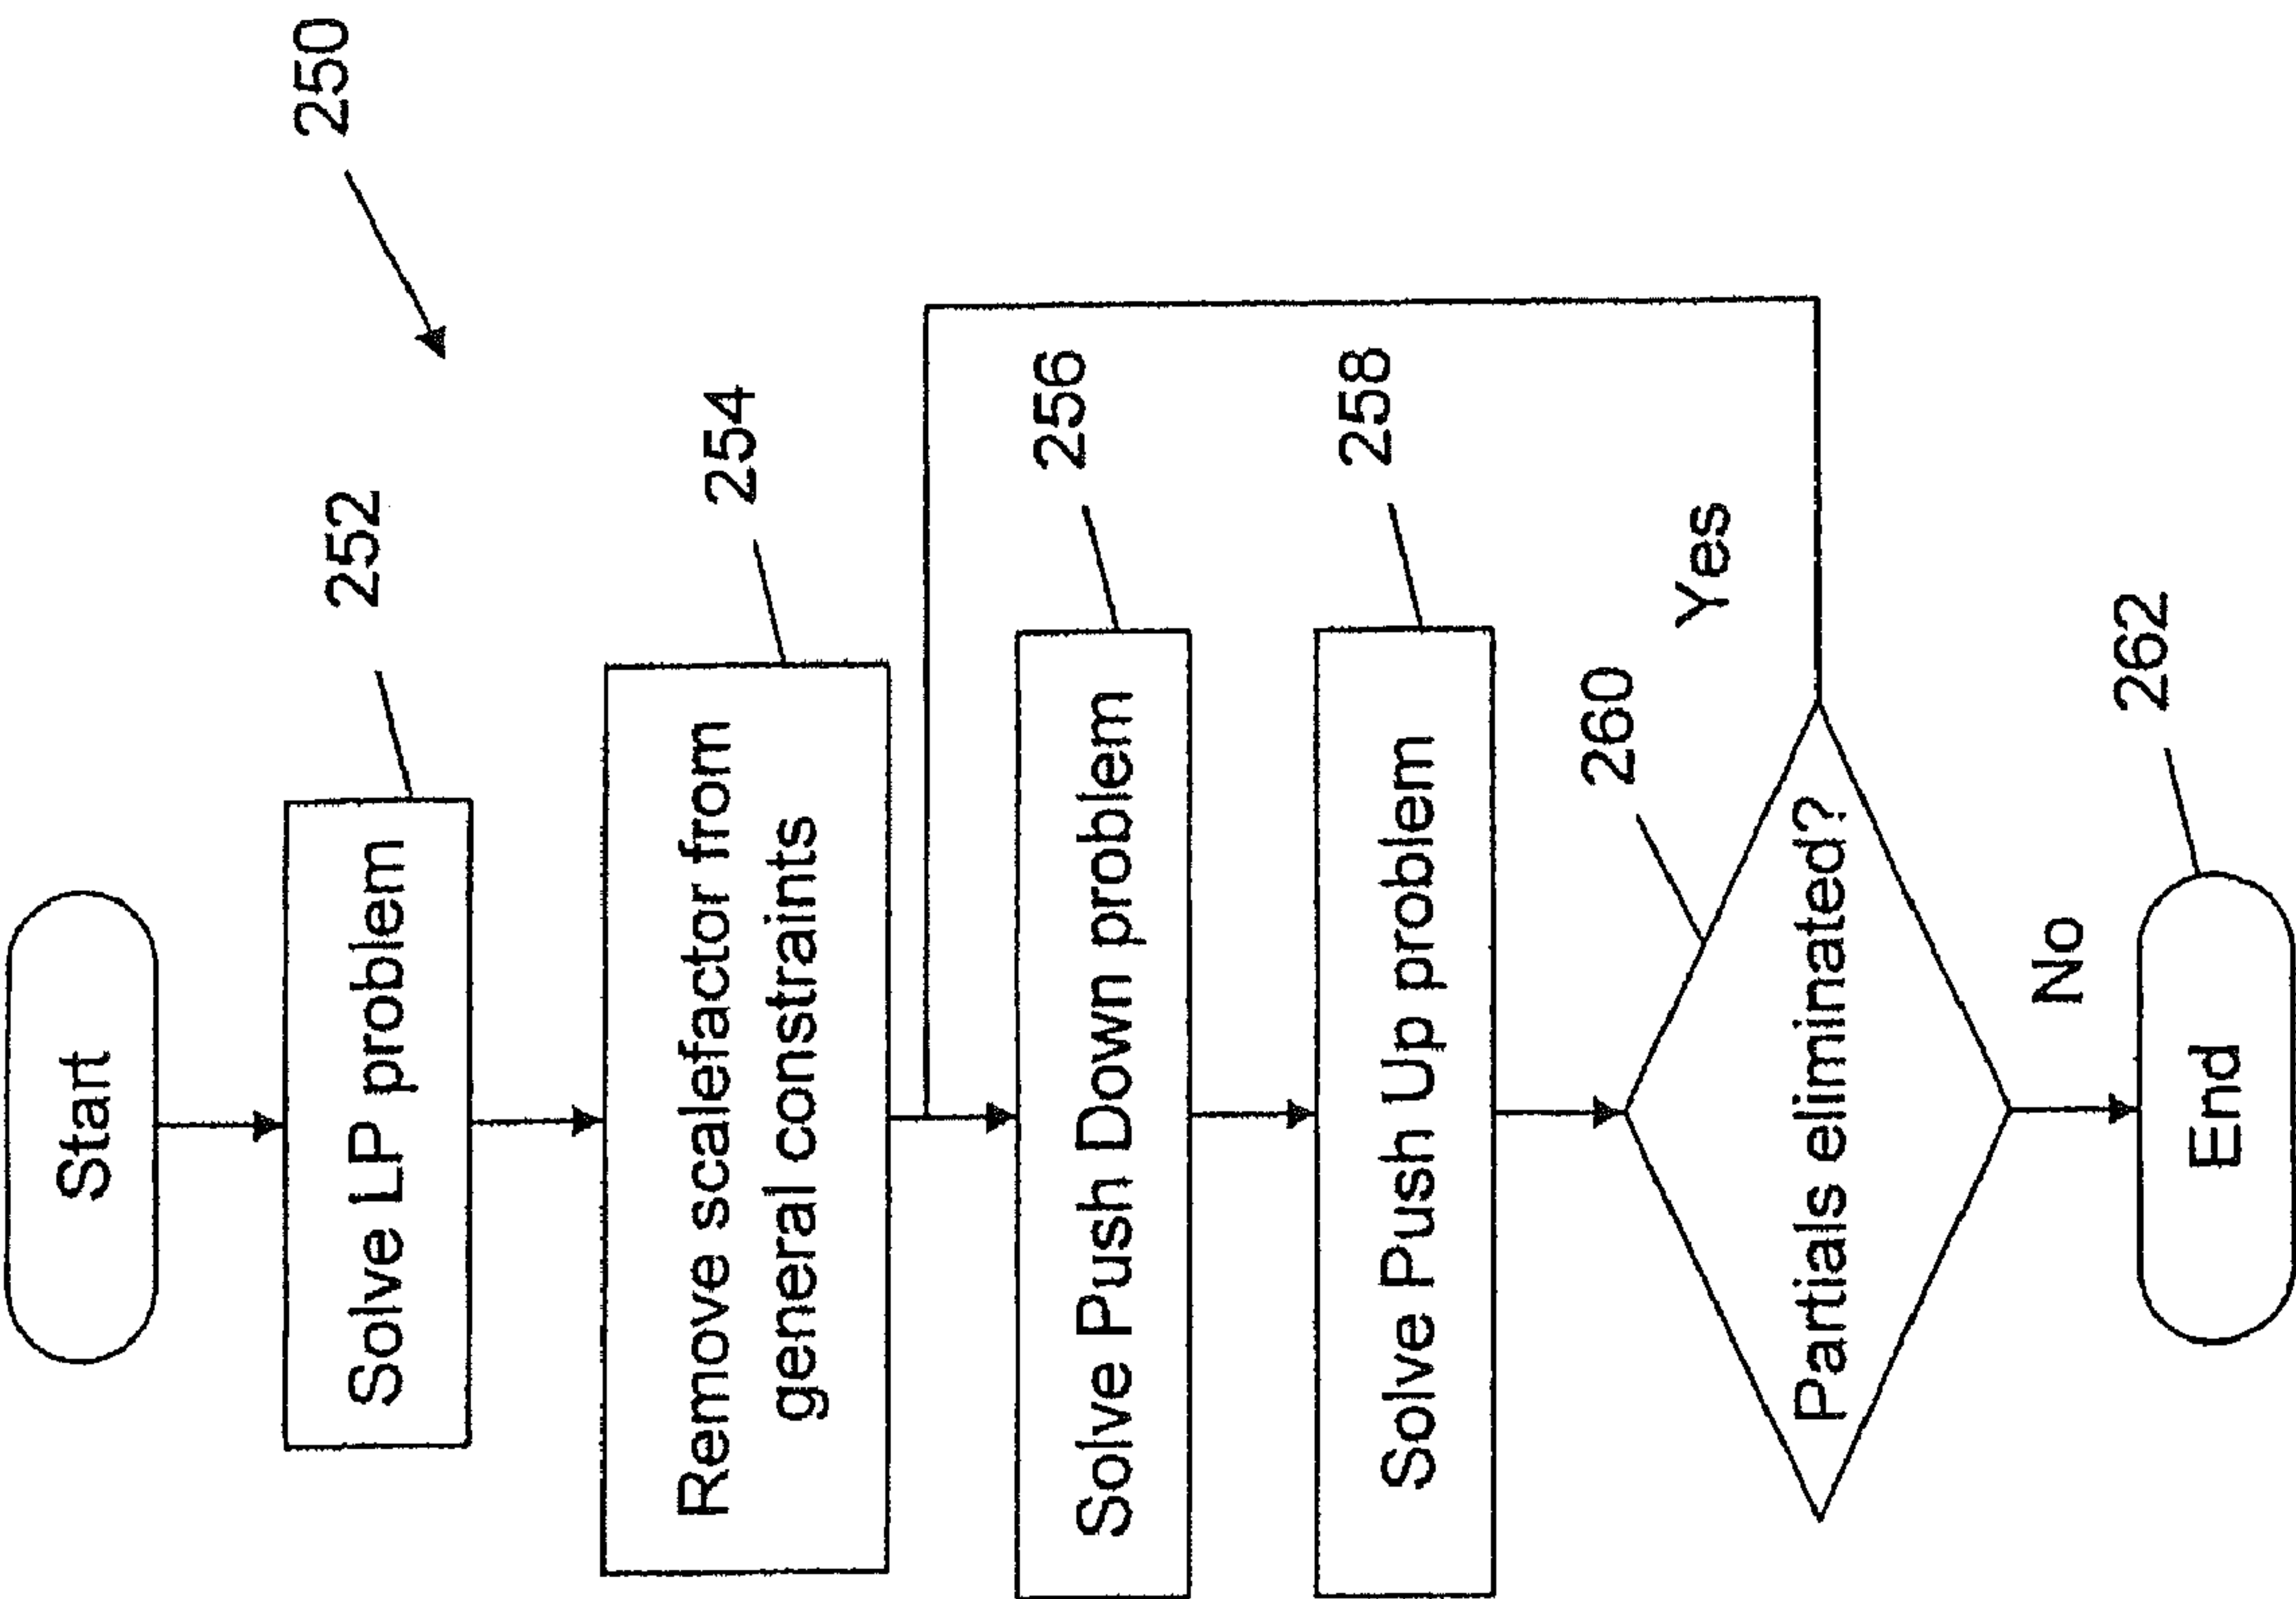 250
Start
252
Solve LP problem
254
Remove scalefactor from
general constraints
256
Solve Push Down problem
258
Solve Push Up problem
260
Yes
Partials eliminated?
No
262
End